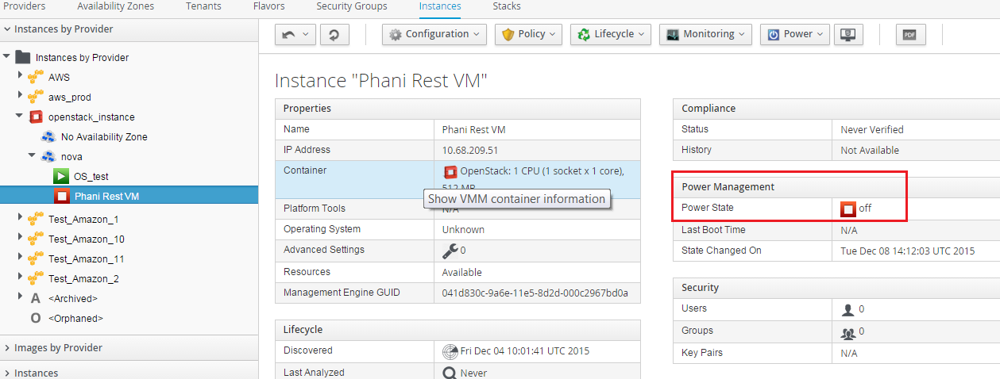 Providers Availability Zones Tenants Flavors Security Groups Instances Stacks
Instances by Provider
Instances by Provider
AWS
aws_prod
openstack_instance
No Availability Zone
nova
OS_test
Phani Rest VM
Test_Amazon_1
Test_Amazon_10
Test_Amazon_11
Test_Amazon_2
<Archived>
<Orphaned>
Images by Provider
Instances
Configuration Policy Lifecycle Monitoring Power PDF
Instance "Phani Rest VM"
Properties
Name Phani Rest VM
IP Address 10.68.209.51
Container OpenStack: 1 CPU (1 socket x 1 core),
512 MB
Show VMM container information
Platform Tools N/A
Operating System Unknown
Advanced Settings 0
Resources Available
Management Engine GUID 041d830c-9a6e-11e5-8d2d-000c2967bd0a
Lifecycle
Discovered Fri Dec 04 10:01:41 UTC 2015
Last Analyzed Never
Compliance
Status Never Verified
History Not Available
Power Management
Power State off
Last Boot Time N/A
State Changed On Tue Dec 08 14:12:03 UTC 2015
Security
Users 0
Groups 0
Key Pairs N/A